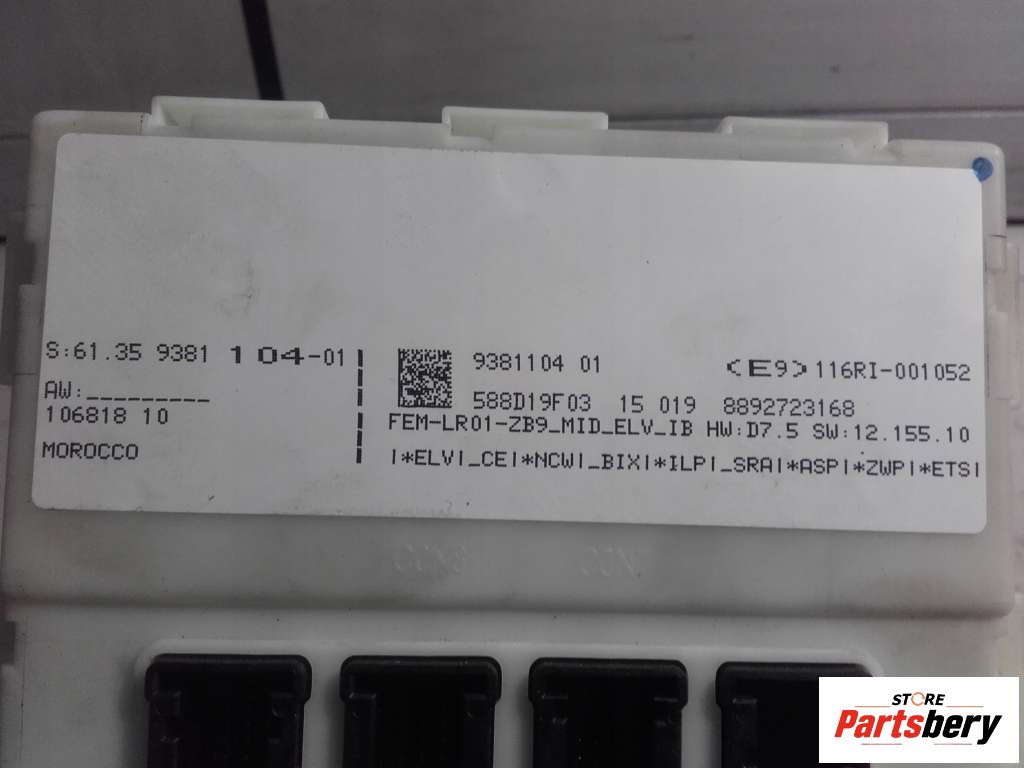 S:61.35 9381 104-01
AW:_________
106818 10
MOROCCO
9381104 01
<E9>116RI-001052
588D19F03 15 019 8892723168
FEM-LR01-ZB9_MID_ELV_IB HW:D7.5 SW:12.155.10
|*ELV|_CE|*NCW|_BIX|*ILP|_SRA|*ASP|*ZWP|*ETS|
STORE
Partsbery